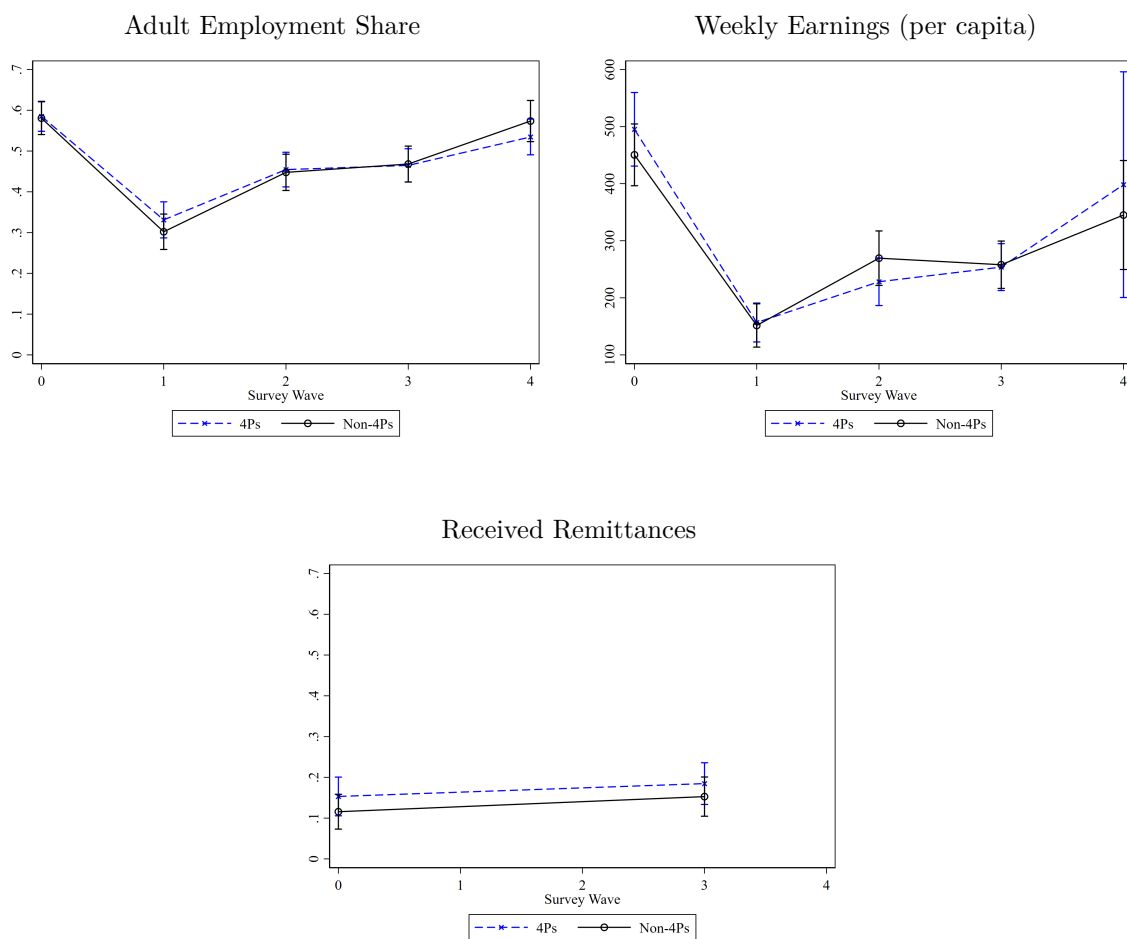 Adult Employment Share
Weekly Earnings (per capita)
.7
.6
.5
.4
.3
.2
.1
0
0 1 2 3 4
Survey Wave
4Ps Non-4Ps
600
500
400
300
200
100
0 1 2 3 4
Survey Wave
4Ps Non-4Ps
Received Remittances
.7
.6
.5
.4
.3
.2
.1
0
0 1 2 3 4
Survey Wave
4Ps Non-4Ps